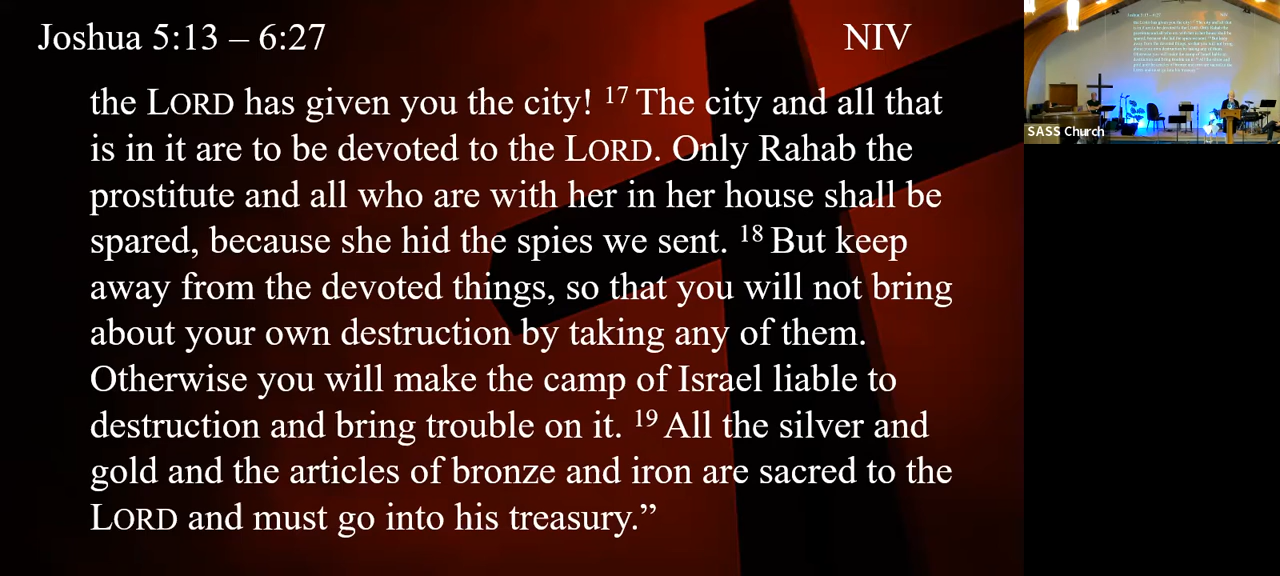 Joshua 5:13 – 6:27 NIV
the LORD has given you the city! 17 The city and all that
is in it are to be devoted to the LORD. Only Rahab the
prostitute and all who are with her in her house shall be
spared, because she hid the spies we sent. 18 But keep
away from the devoted things, so that you will not bring
about your own destruction by taking any of them.
Otherwise you will make the camp of Israel liable to
destruction and bring trouble on it. 19 All the silver and
gold and the articles of bronze and iron are sacred to the
LORD and must go into his treasury.”
SASS Church